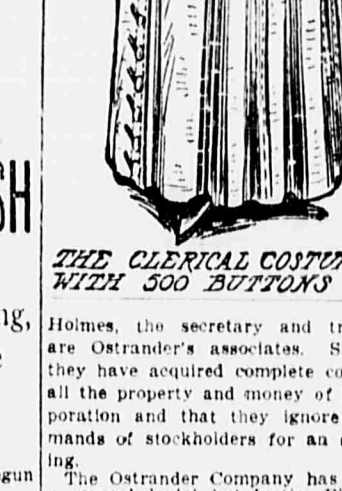 SH
ng,
e
egun
THE CLERICAL COSTU
WITH 500 BUTTONS
Holmes, the secretary and tr
are Ostrander's associates. S
they have acquired complete co
all the property and money of
poration and that they ignore
mands of stockholders for an
ing.
The Ostrander Company has